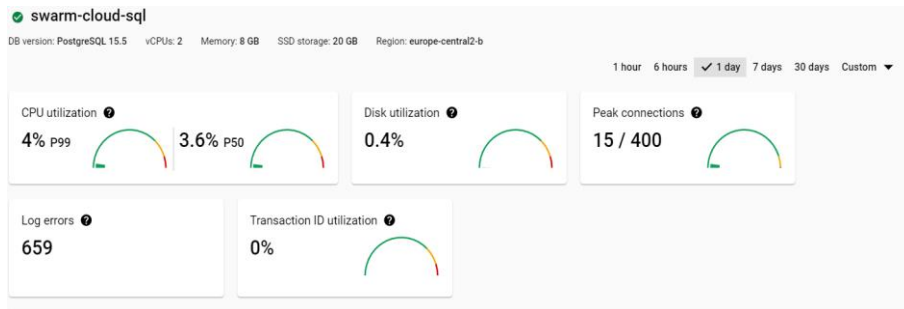 swarm-cloud-sql
DB version: PostgreSQL 15.5 vCPUs: 2 Memory: 8 GB SSD storage: 20 GB Region: europe-central2-b
1 hour 6 hours 1 day 7 days 30 days Custom
CPU utilization
4% P99 3.6% P50
Disk utilization
0.4%
Peak connections
15 / 400
Log errors
659
Transaction ID utilization
0%